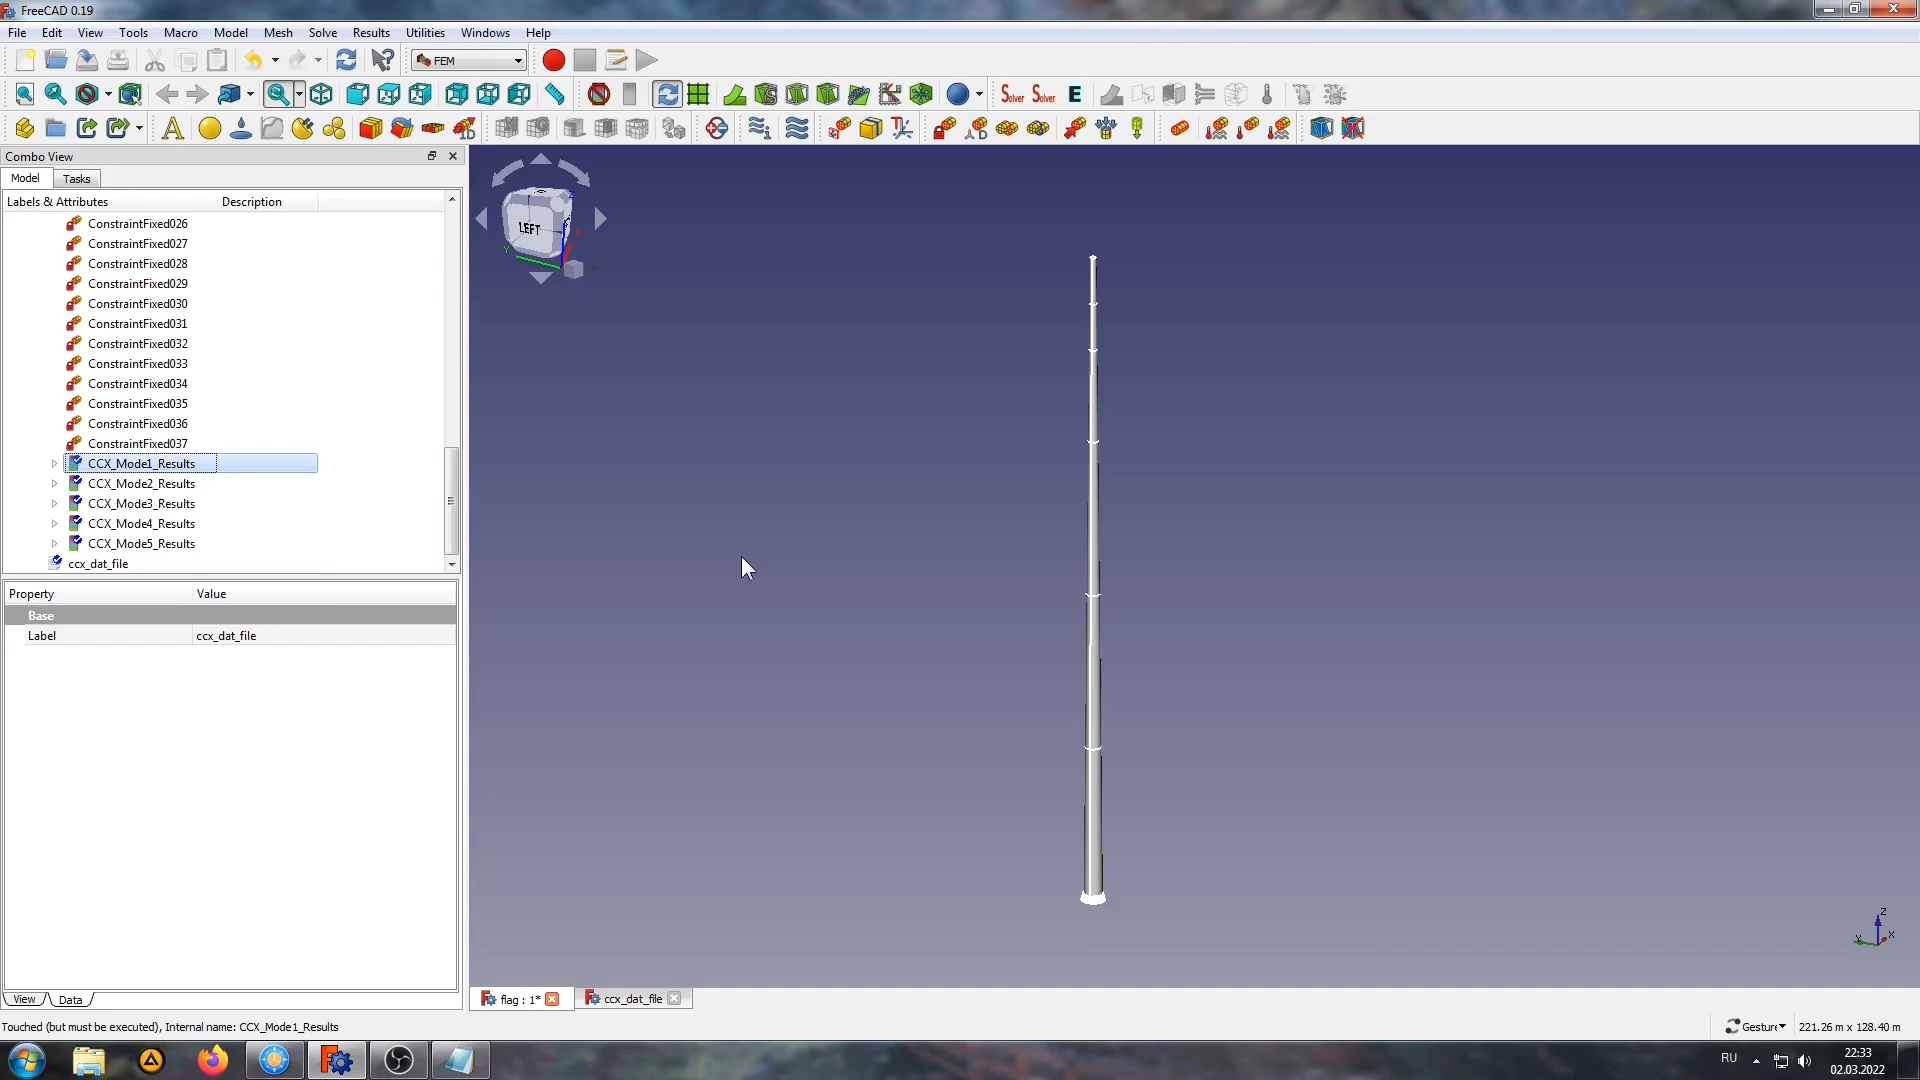 FreeCAD 0.19
File Edit View Tools Macro Model Mesh Solve Results Utilities Windows Help
FEM
Solver Solver E
A 1D
D
Combo View
Model Tasks
Labels & Attributes Description
ConstraintFixed026
ConstraintFixed027
ConstraintFixed028
ConstraintFixed029
ConstraintFixed030
ConstraintFixed031
ConstraintFixed032
ConstraintFixed033
ConstraintFixed034
ConstraintFixed035
ConstraintFixed036
ConstraintFixed037
CCX_Mode1_Results
CCX_Mode2_Results
CCX_Mode3_Results
CCX_Mode4_Results
CCX_Mode5_Results
ccx_dat_file
Property Value
Base
Label ccx_dat_file
View Data
LEFT
Z
Y
Z
Y X
flag : 1* ccx_dat_file
Touched (but must be executed), Internal name: CCX_Mode1_Results
Gesture 221.26 m x 128.40 m
RU
22:33
02.03.2022